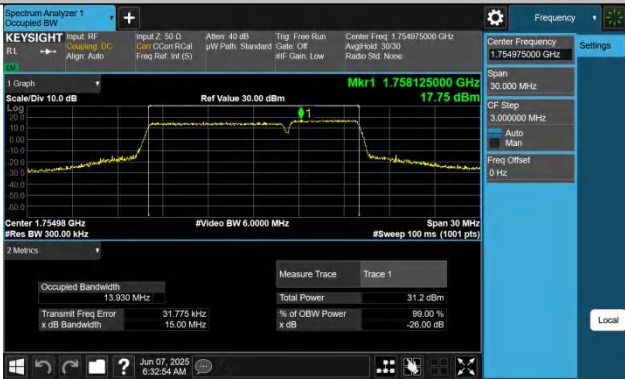 Spectrum Analyzer 1
Occupied BW
+
Frequency
KEYSIGHT
RL
Input: RF
Coupling: DC
Align: Auto
Input Z: 50 Ω
Corr CCorr RCal
Freq Ref: Int (S)
Atten: 40 dB
µW Path: Standard
Trig: Free Run
Gate: Off
#IF Gain: Low
Center Freq: 1.754975000 GHz
Avg|Hold: 30/30
Radio Std: None
1 Graph
Scale/Div 10.0 dB
Ref Value 30.00 dBm
Mkr1 1.758125000 GHz
17.75 dBm
Log
20.0
10.0
0.00
-10.0
-20.0
-30.0
-40.0
-50.0
-60.0
1
Center 1.75498 GHz
#Res BW 300.00 kHz
#Video BW 6.0000 MHz
Span 30 MHz
#Sweep 100 ms (1001 pts)
2 Metrics
Measure Trace Trace 1
Occupied Bandwidth
13.930 MHz
Total Power 31.2 dBm
Transmit Freq Error 31.775 kHz
% of OBW Power 99.00 %
x dB Bandwidth 15.00 MHz
x dB -26.00 dB
Center Frequency
1.754975000 GHz
Settings
Span
30.000 MHz
CF Step
3.000000 MHz
Auto
Man
Freq Offset
0 Hz
Local
?
Jun 07, 2025
6:32:54 AM